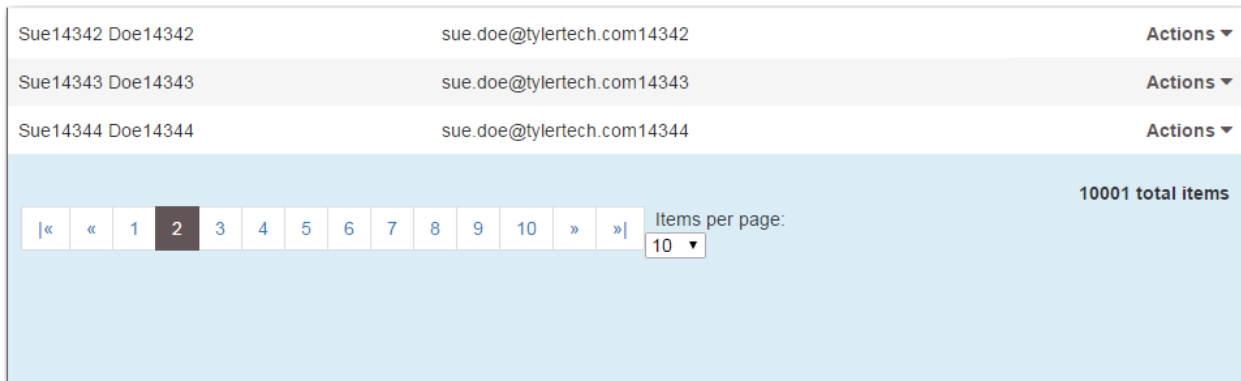 Sue14342 Doe14342 sue.doe@tylertech.com14342 Actions ▾
Sue14343 Doe14343 sue.doe@tylertech.com14343 Actions ▾
Sue14344 Doe14344 sue.doe@tylertech.com14344 Actions ▾
10001 total items
|« « 1 2 3 4 5 6 7 8 9 10 » »| Items per page:
10 ▾